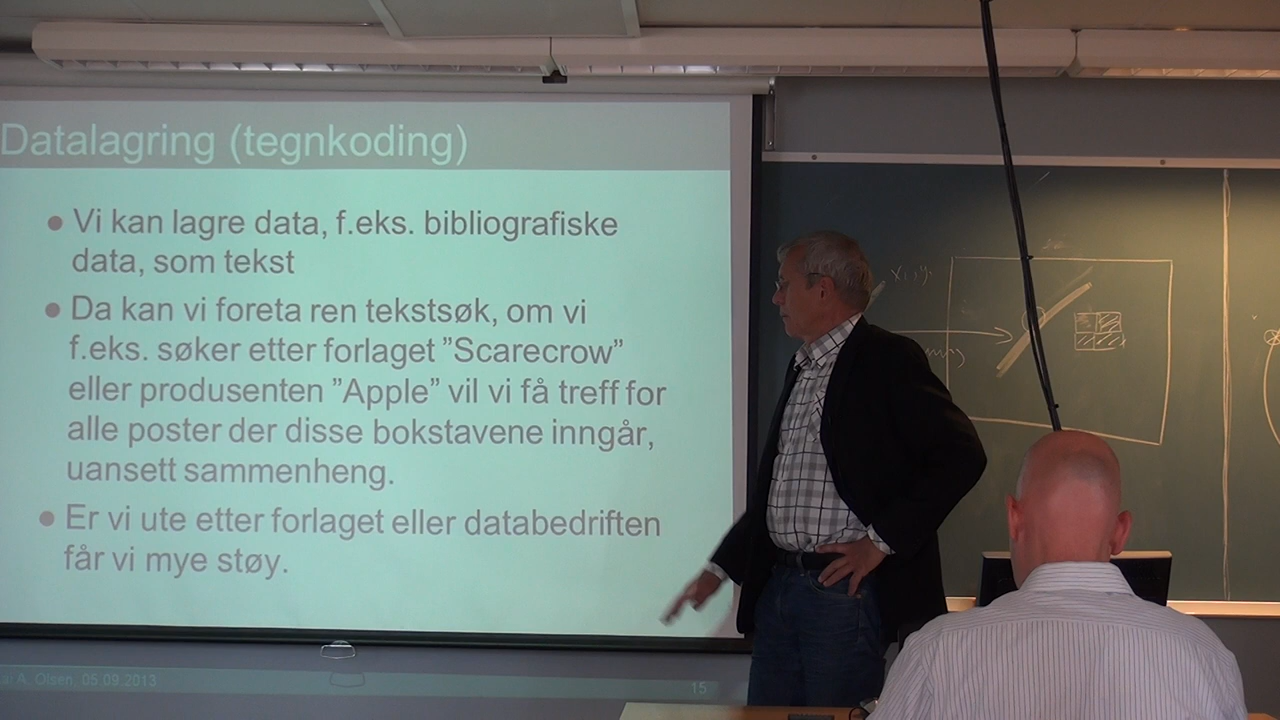 Datalagring (tegnkoding)
● Vi kan lagre data, f.eks. bibliografiske
data, som tekst
● Da kan vi foreta ren tekstsøk, om vi
f.eks. søker etter forlaget ”Scarecrow”
eller produsenten ”Apple” vil vi få treff for
alle poster der disse bokstavene inngår,
uansett sammenheng.
● Er vi ute etter forlaget eller databedriften
får vi mye støy.
A. Olsen, 05.09.2013
15